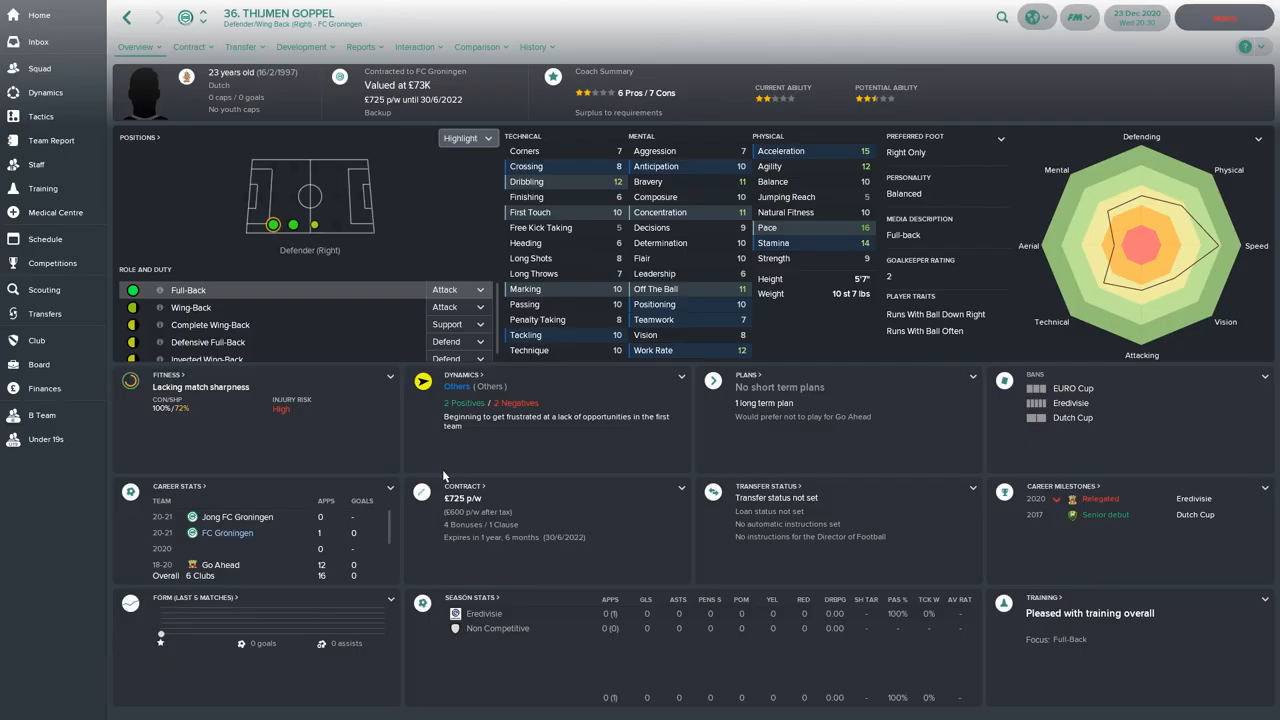 Home
Inbox
Squad
Dynamics
Tactics
Team Report
Staff
Training
Medical Centre
Schedule
Competitions
Scouting
Transfers
Club
Board
Finances
B Team
Under 19s
36. THIJMEN GOPPEL
Defender/Wing Back (Right) - FC Groningen
FM
23 Dec 2020
Wed 20:30
Overview Contract Transfer Development Reports Interaction Comparison History
?
23 years old (16/2/1997)
Dutch
0 caps / 0 goals
No youth caps
Contracted to FC Groningen
Valued at £73K
£725 p/w until 30/6/2022
Backup
Coach Summary
6 Pros / 7 Cons
Surplus to requirements
CURRENT ABILITY
POTENTIAL ABILITY
POSITIONS >
Highlight
Defender (Right)
ROLE AND DUTY
Full-Back Attack
Wing-Back Attack
Complete Wing-Back Support
Defensive Full-Back Defend
Inverted Wing-Back Defend
TECHNICAL
Corners 7
Crossing 8
Dribbling 12
Finishing 6
First Touch 10
Free Kick Taking 5
Heading 6
Long Shots 8
Long Throws 7
Marking 10
Passing 10
Penalty Taking 8
Tackling 10
Technique 10
MENTAL
Aggression 7
Anticipation 10
Bravery 11
Composure 10
Concentration 11
Decisions 9
Determination 10
Flair 10
Leadership 6
Off The Ball 11
Positioning 10
Teamwork 7
Vision 8
Work Rate 12
PHYSICAL
Acceleration 15
Agility 12
Balance 10
Jumping Reach 5
Natural Fitness 10
Pace 16
Stamina 14
Strength 9
Height 5'7"
Weight 10 st 7 lbs
PREFERRED FOOT
Right Only
PERSONALITY
Balanced
MEDIA DESCRIPTION
Full-back
GOALKEEPER RATING
2
PLAYER TRAITS
Runs With Ball Down Right
Runs With Ball Often
Defending
Physical
Speed
Vision
Attacking
Technical
Aerial
Mental
FITNESS >
Lacking match sharpness
CON/SHP
100%/72%
INJURY RISK
High
DYNAMICS >
Others ( Others )
2 Positives / 2 Negatives
Beginning to get frustrated at a lack of opportunities in the first
team
PLANS >
No short term plans
1 long term plan
Would prefer not to play for Go Ahead
BANS
EURO Cup
Eredivisie
Dutch Cup
CAREER STATS >
TEAM APPS GOALS
20-21 Jong FC Groningen 0 -
20-21 FC Groningen 1 0
2020 0 -
18-20 Go Ahead 12 0
Overall 6 Clubs 16 0
CONTRACT >
£725 p/w
(£600 p/w after tax)
4 Bonuses / 1 Clause
Expires in 1 year, 6 months (30/6/2022)
TRANSFER STATUS >
Transfer status not set
Loan status not set
No automatic instructions set
No instructions for the Director of Football
CAREER MILESTONES >
2020 Relegated Eredivisie
2017 Senior debut Dutch Cup
FORM (LAST 5 MATCHES) >
0 goals 0 assists
SEASON STATS > APPS GLS ASTS PENS S POM YEL RED DRBPG SH TAR PAS % TCK W AV RAT
Eredivisie 0 (1) 0 0 0 0 0 0 0.00 - 100% 0% -
Non Competitive 0 (0) 0 0 0 0 0 0 0.00 - - - -
0 (1) 0 0 0 0 0 0 0.00 - 100% 0% -
TRAINING >
Pleased with training overall
Focus: Full-Back